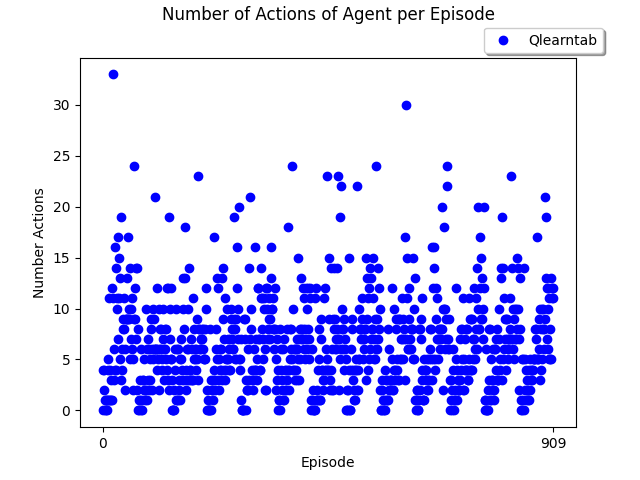 Number of Actions of Agent per Episode
Qlearntab
30
25
20
15
10
5
0
Number Actions
0 909
Episode